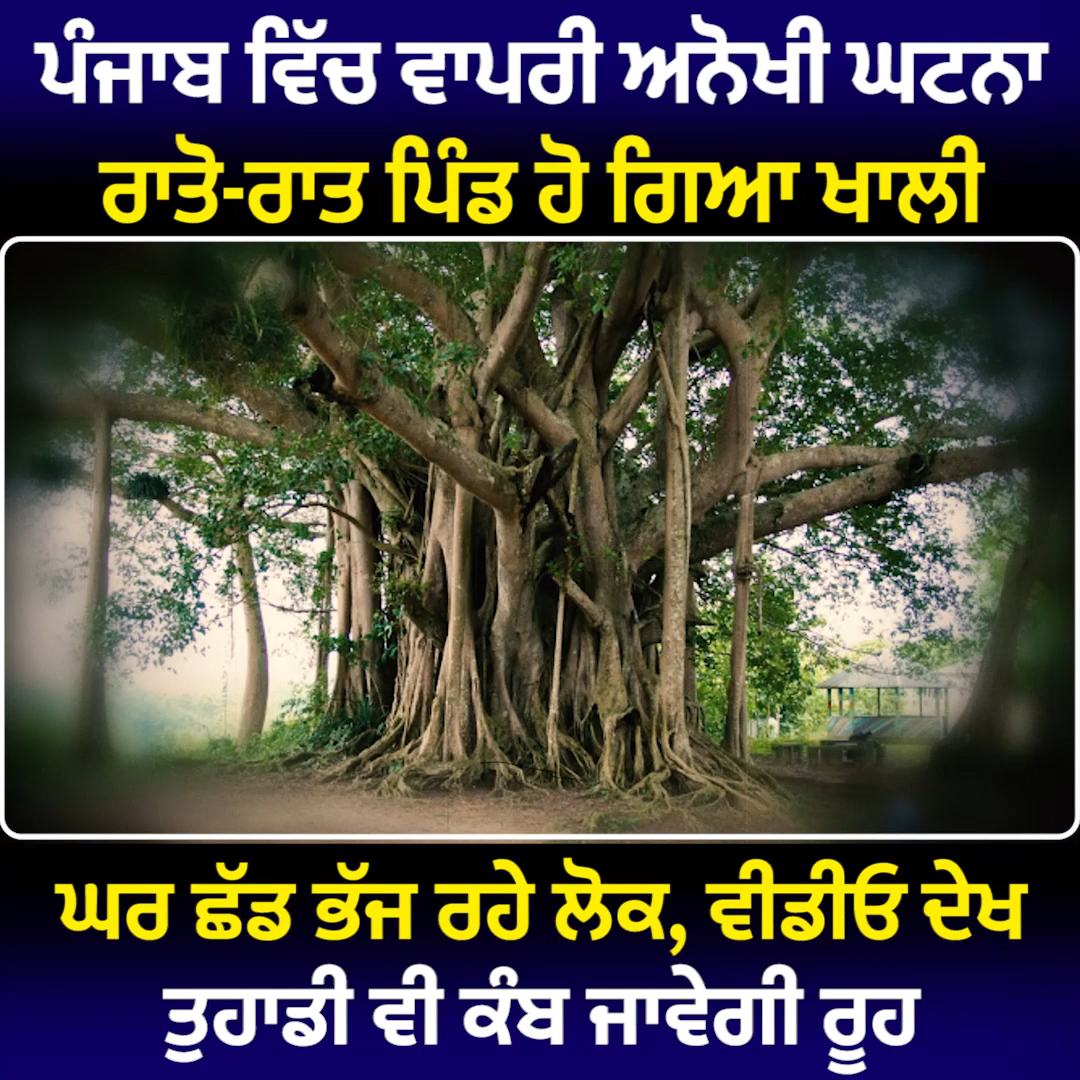 ਪੰਜਾਬ ਵਿੱਚ ਵਾਪਰੀ ਅਨੋਖੀ ਘਟਨਾ
ਰਾਤੋ-ਰਾਤ ਪਿੰਡ ਹੋ ਗਿਆ ਖਾਲੀ
ਘਰ ਛੱਡ ਭੱਜ ਰਹੇ ਲੋਕ, ਵੀਡੀਓ ਦੇਖ
ਤੁਹਾਡੀ ਵੀ ਕੰਬ ਜਾਵੇਗੀ ਰੂਹ